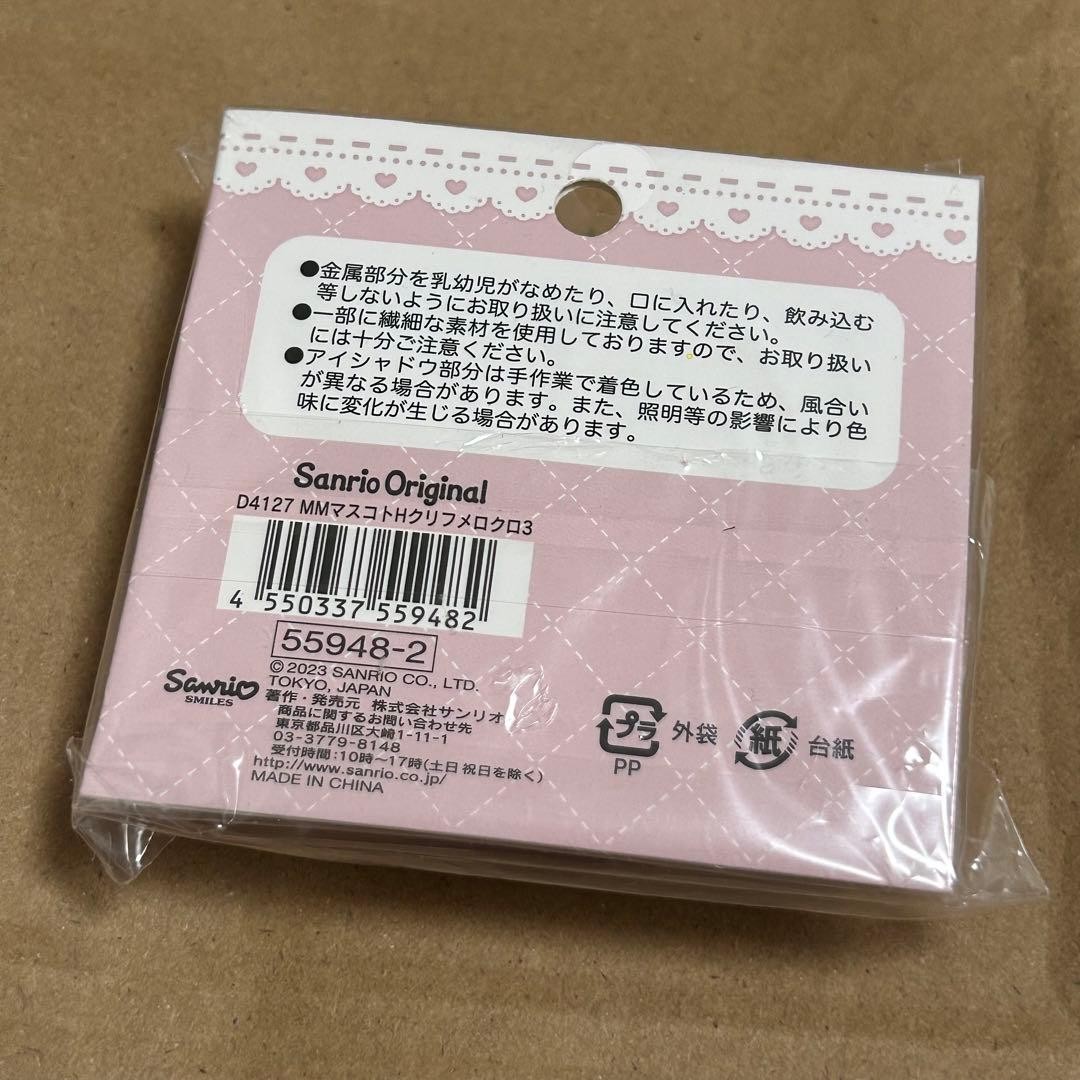 ●金属部分を乳幼児がなめたり、口に入れたり、飲み込む
等しないようにお取り扱いに注意してください。
●一部に繊細な素材を使用しておりますので、お取り扱い
には十分ご注意ください。
●アイシャドウ部分は手作業で着色しているため、風合い
が異なる場合があります。また、照明等の影響により色
味に変化が生じる場合があります。
Sanrio Original
D4127 MMマスコトHクリフメロクロ3
4 550337 559482
55948-2
© 2023 SANRIO CO., LTD.
TOKYO, JAPAN
Sanrio
SMILES
著作・発売元 株式会社サンリオ
商品に関するお問い合わせ先
東京都品川区大崎1-11-1
03-3779-8148
受付時間:10時~17時(土日 祝日を除く)
http://www.sanrio.co.jp/
MADE IN CHINA
プラ 外袋
PP
紙 台紙